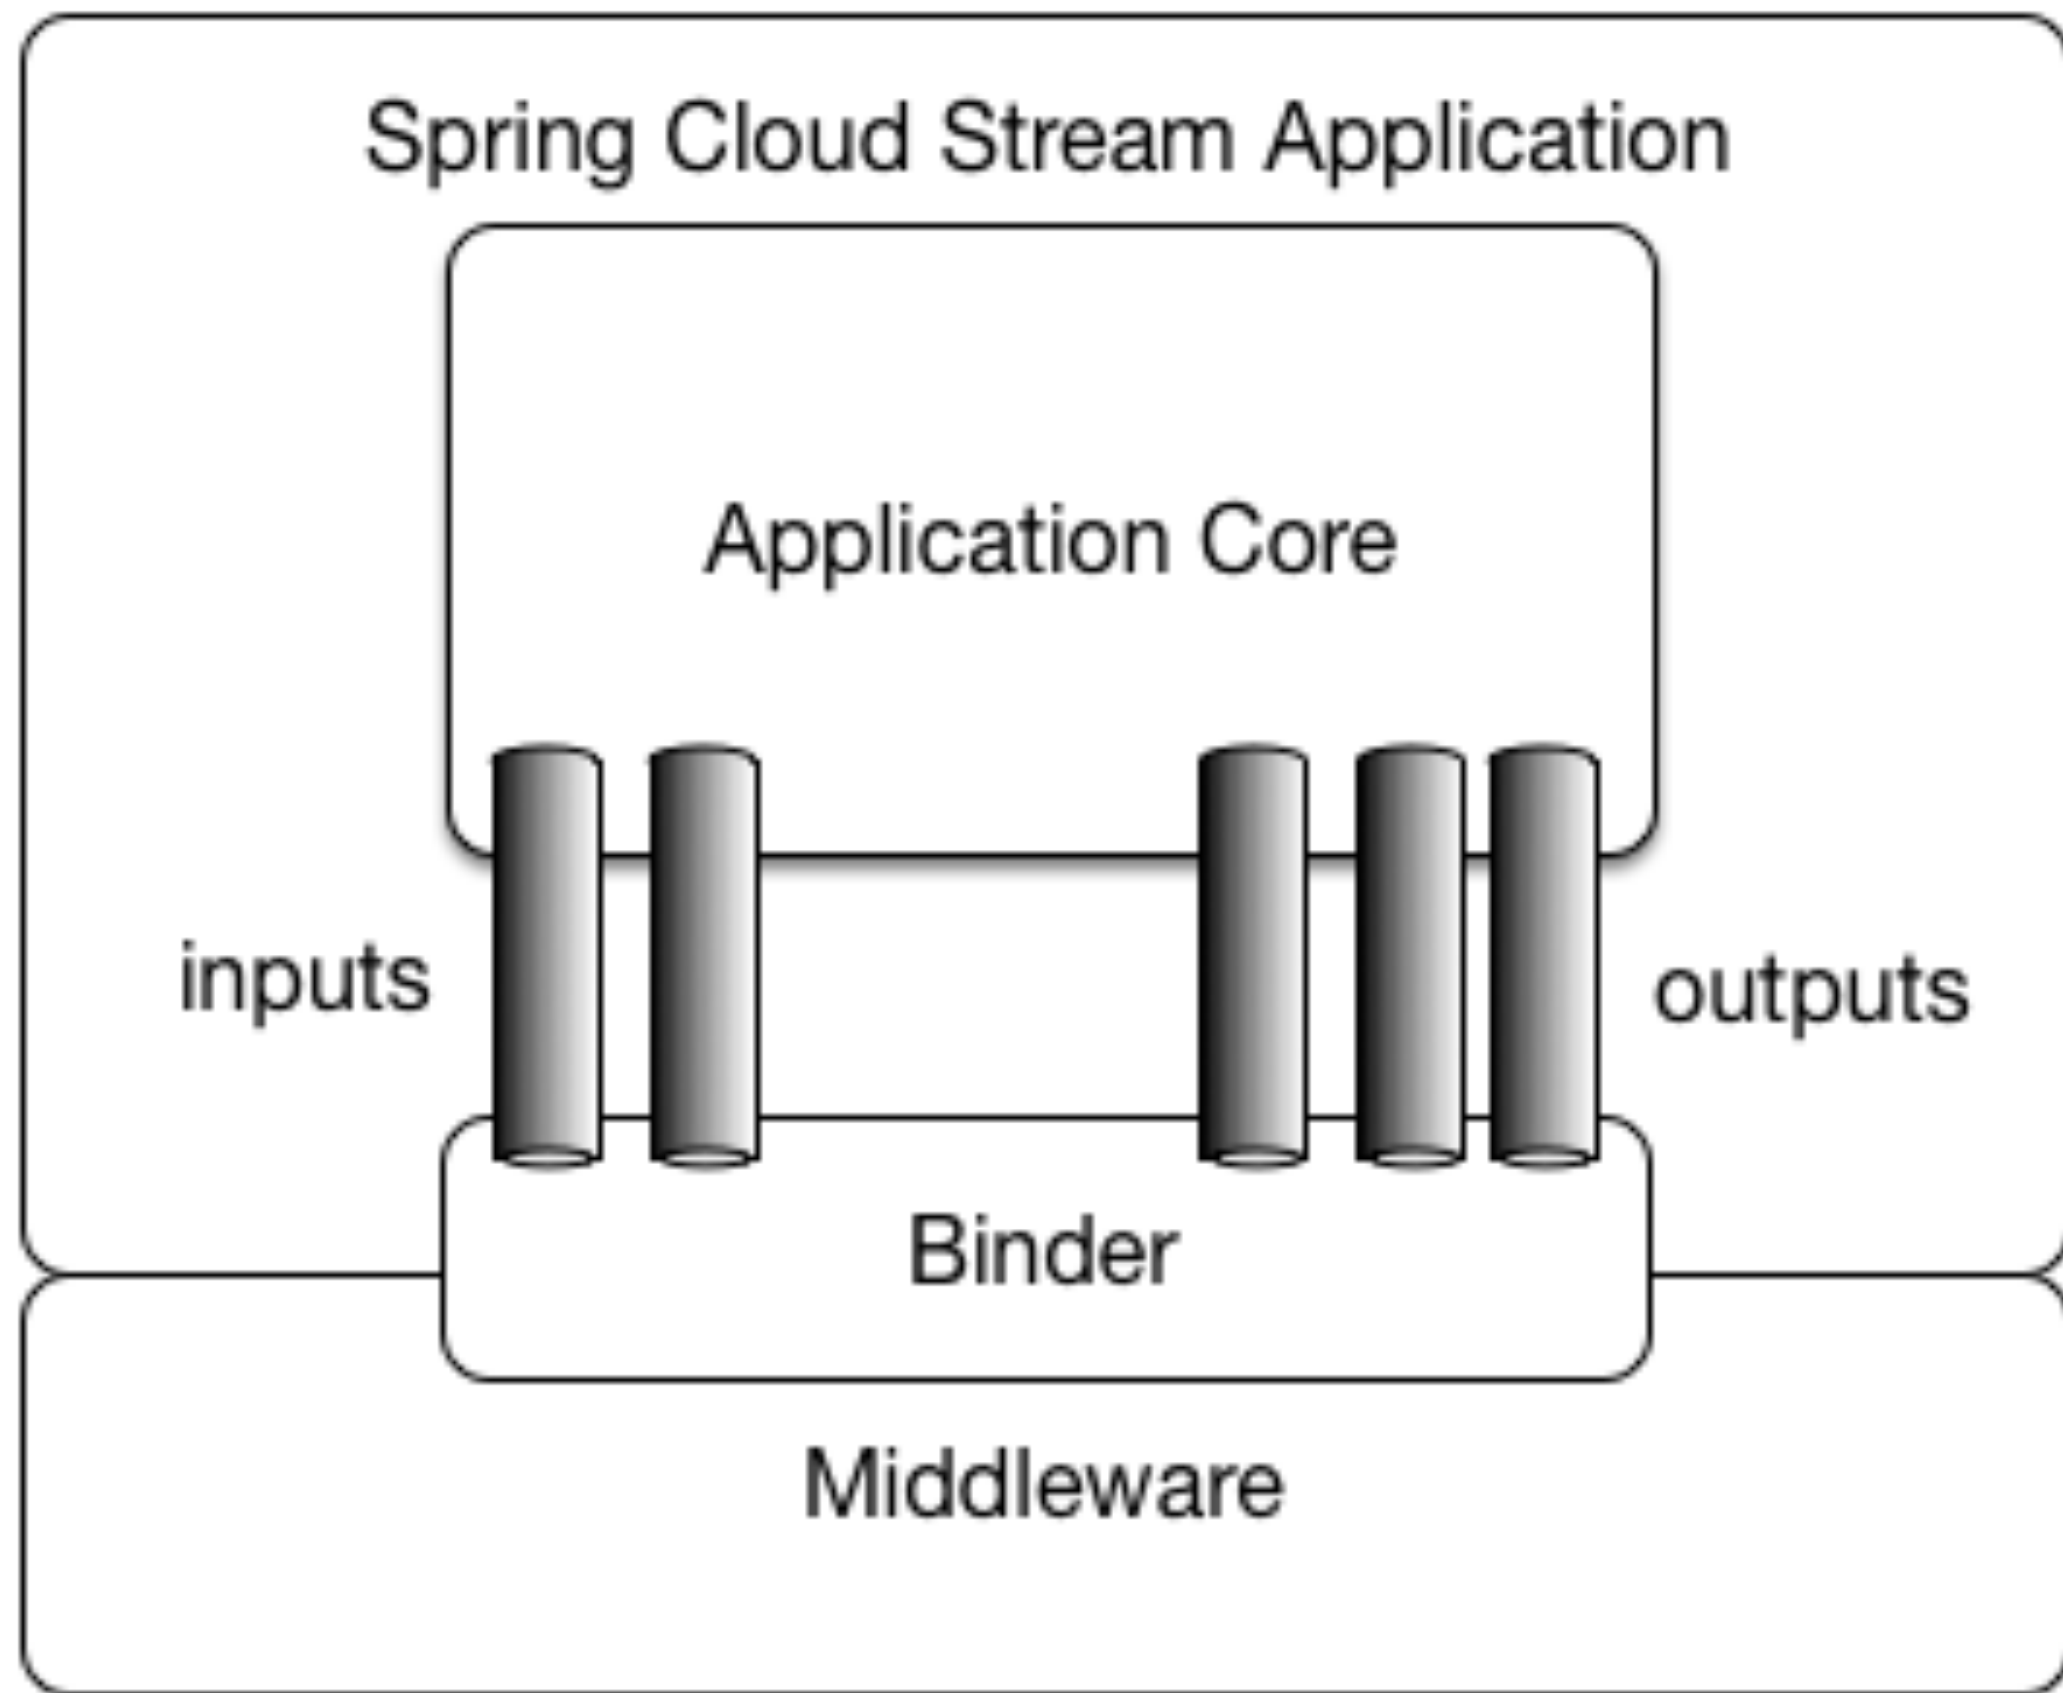 Spring Cloud Stream Application
Application Core
inputs
outputs
Binder
Middleware